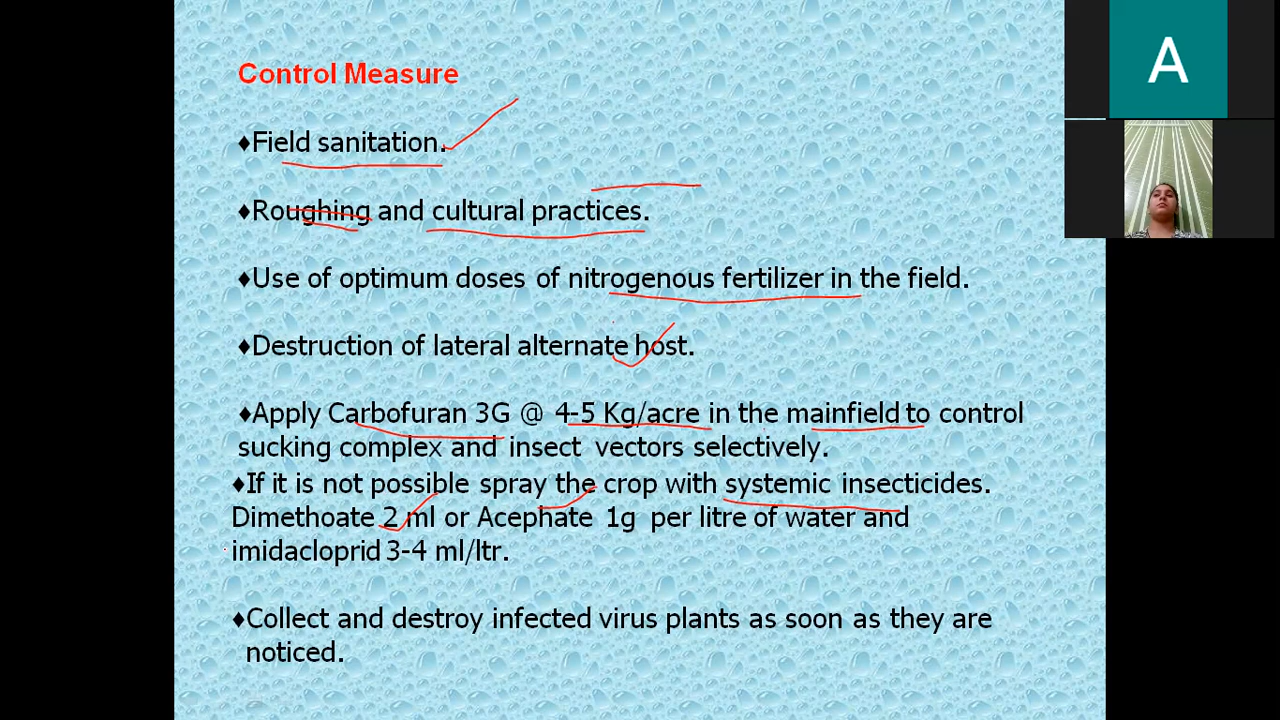 Control Measure
♦Field sanitation.
♦Roughing and cultural practices.
♦Use of optimum doses of nitrogenous fertilizer in the field.
♦Destruction of lateral alternate host.
♦Apply Carbofuran 3G @ 4-5 Kg/acre in the mainfield to control
sucking complex and insect vectors selectively.
♦If it is not possible spray the crop with systemic insecticides.
Dimethoate 2 ml or Acephate 1g per litre of water and
imidacloprid 3-4 ml/ltr.
♦Collect and destroy infected virus plants as soon as they are
noticed.
A